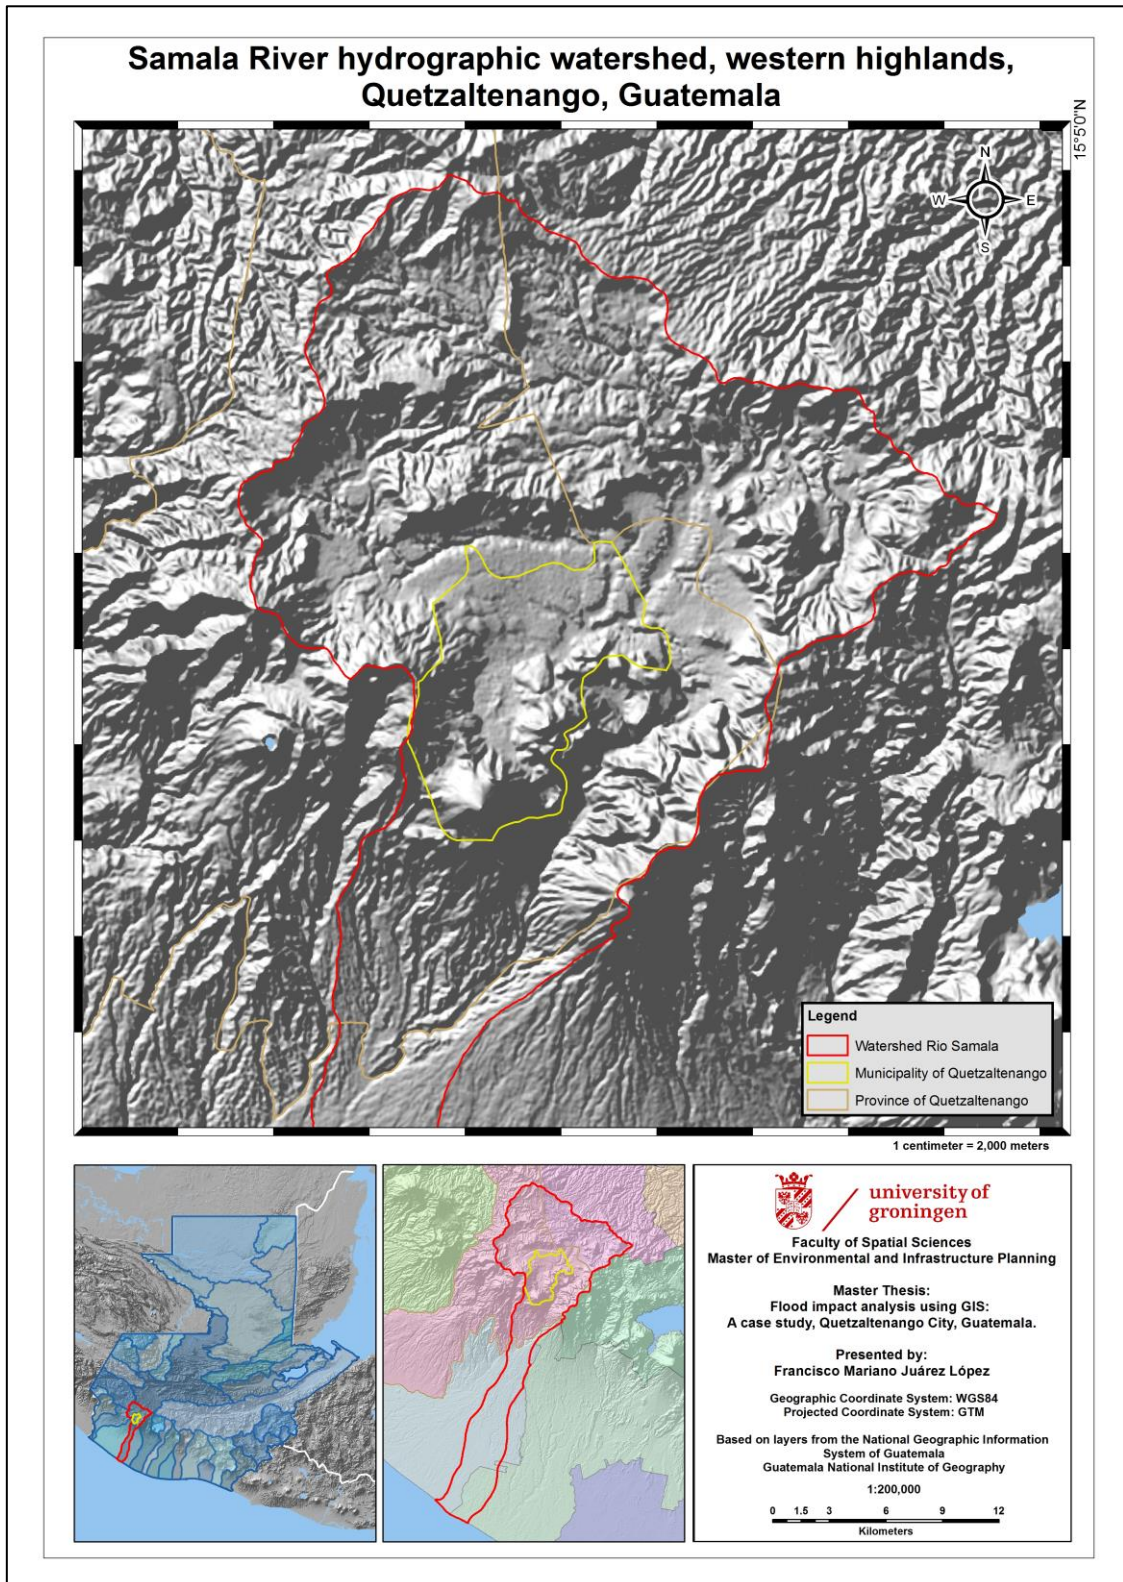 Samala River hydrographic watershed, western highlands,
Quetzaltenango, Guatemala
15°5'0"N
N
W
E
S
Legend
Watershed Rio Samala
Municipality of Quetzaltenango
Province of Quetzaltenango
1 centimeter = 2,000 meters
university of
groningen
Faculty of Spatial Sciences
Master of Environmental and Infrastructure Planning
Master Thesis:
Flood impact analysis using GIS:
A case study, Quetzaltenango City, Guatemala.
Presented by:
Francisco Mariano Juárez López
Geographic Coordinate System: WGS84
Projected Coordinate System: GTM
Based on layers from the National Geographic Information
System of Guatemala
Guatemala National Institute of Geography
1:200,000
0 1.5 3 6 9 12
Kilometers